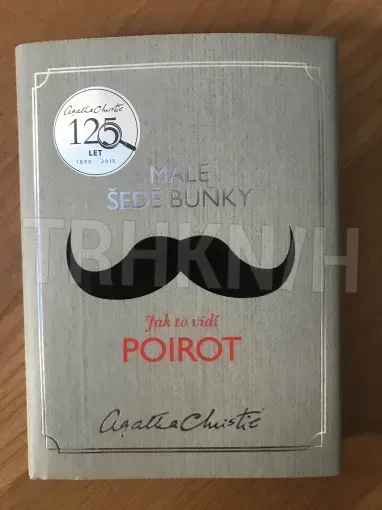 Agatha Christie
125
LET
1890 2015
MALÉ
ŠEDÉ BUŇKY
TRHKNIH
Jak to vidí
POIROT
Agatha Christie